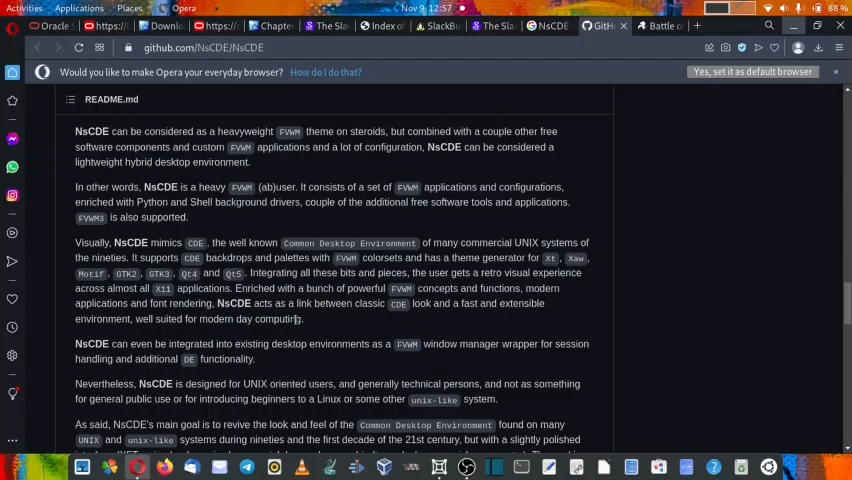 Activities Applications Places Opera Nov 9 12:57 88 %
Oracle S https:/ Downlo https:/ Chapte The Sla Index of SlackBu The Sla NsCDE GitH Battle o
github.com/NsCDE/NsCDE
Would you like to make Opera your everyday browser? How do I do that? Yes, set it as default browser
README.md
NsCDE can be considered as a heavyweight FVWM theme on steroids, but combined with a couple other free
software components and custom FVWM applications and a lot of configuration, NsCDE can be considered a
lightweight hybrid desktop environment.
In other words, NsCDE is a heavy FVWM (ab)user. It consists of a set of FVWM applications and configurations,
enriched with Python and Shell background drivers, couple of the additional free software tools and applications.
FVWM3 is also supported.
Visually, NsCDE mimics CDE, the well known Common Desktop Environment of many commercial UNIX systems of
the nineties. It supports CDE backdrops and palettes with FVWM colorsets and has a theme generator for Xt, Xaw,
Motif, GTK2, GTK3, Qt4 and Qt5. Integrating all these bits and pieces, the user gets a retro visual experience
across almost all X11 applications. Enriched with a bunch of powerful FVWM concepts and functions, modern
applications and font rendering, NsCDE acts as a link between classic CDE look and a fast and extensible
environment, well suited for modern day computing.
NsCDE can even be integrated into existing desktop environments as a FVWM window manager wrapper for session
handling and additional DE functionality.
Nevertheless, NsCDE is designed for UNIX oriented users, and generally technical persons, and not as something
for general public use or for introducing beginners to a Linux or some other unix-like system.
As said, NsCDE's main goal is to revive the look and feel of the Common Desktop Environment found on many
UNIX and unix-like systems during nineties and the first decade of the 21st century, but with a slightly polished